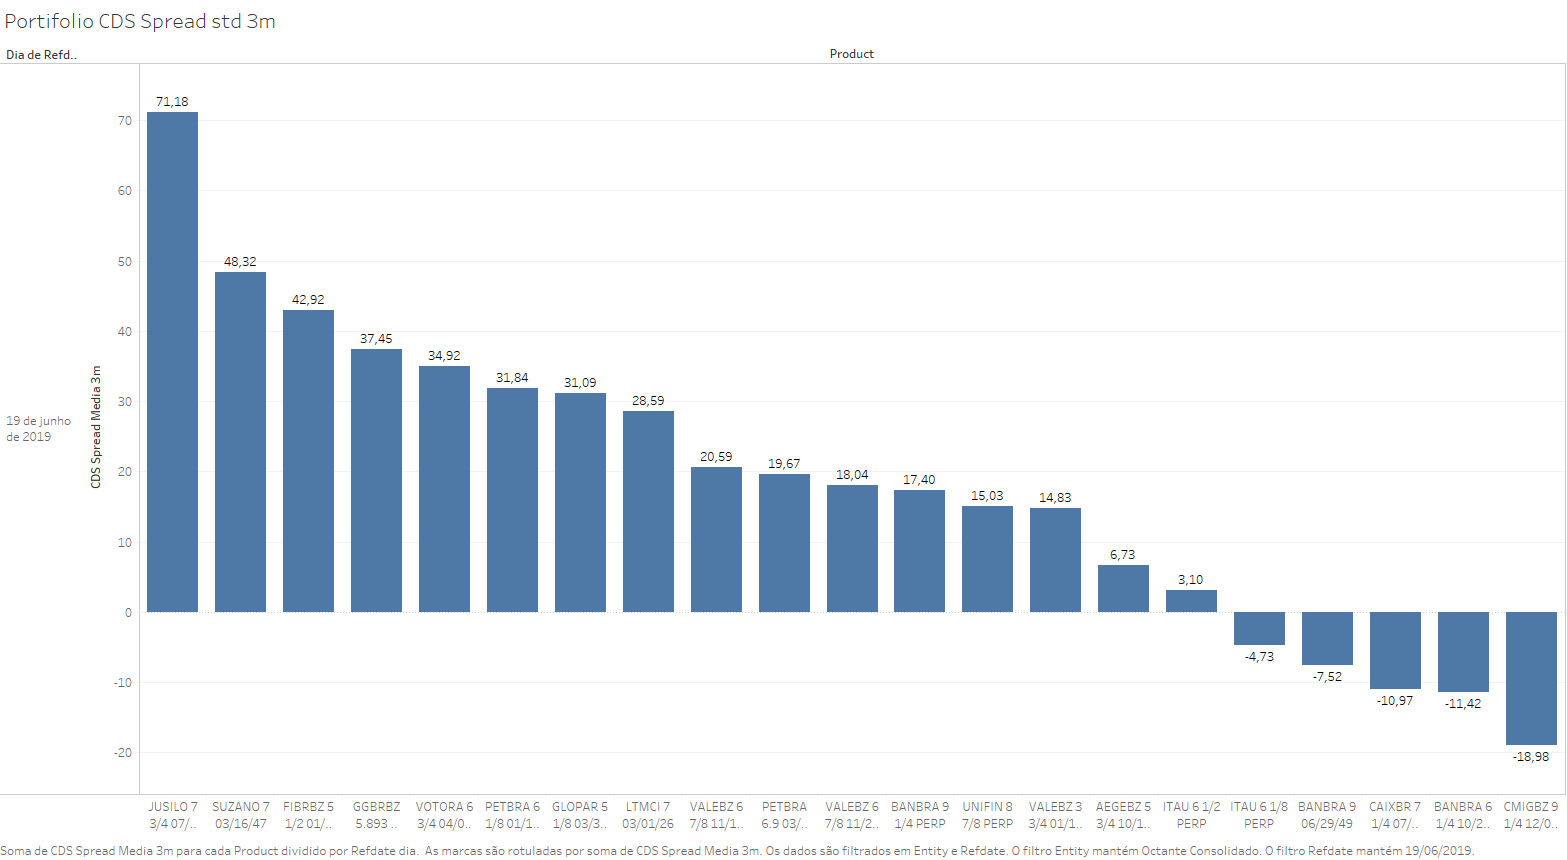 Portifolio CDS Spread std 3m
Dia de Refd..
Product
71,18
70
48,32
42,92
37,45
34,92
31,84
31,09
28,59
20,59
19,67
18,04
17,40
15,03
14,83
6,73
3,10
-4,73
-7,52
-10,97
-11,42
-18,98
60
50
40
30
20
10
0
-10
-20
CDS Spread Media 3m
19 de junho
de 2019
JUSILO 7
3/4 07/..
SUZANO 7
03/16/47
FIBRBZ 5
1/2 01/..
GGBRBZ
5.893 ..
VOTORA 6
3/4 04/0..
PETBRA 6
1/8 01/1..
GLOPAR 5
1/8 03/3..
LTMCI 7
03/01/26
VALEBZ 6
7/8 11/1..
PETBRA
6.9 03/..
VALEBZ 6
7/8 11/2..
BANBRA 9
1/4 PERP
UNIFIN 8
7/8 PERP
VALEBZ 3
3/4 01/1..
AEGEBZ 5
3/4 10/1..
ITAU 6 1/2
PERP
ITAU 6 1/8
PERP
BANBRA 9
06/29/49
CAIXBR 7
1/4 07/..
BANBRA 6
1/4 10/2..
CMIGBZ 9
1/4 12/0..
Soma de CDS Spread Media 3m para cada Product dividido por Refdate dia.  As marcas são rotuladas por soma de CDS Spread Media 3m. Os dados são filtrados em Entity e Refdate. O filtro Entity mantém Octante Consolidado. O filtro Refdate mantém 19/06/2019.